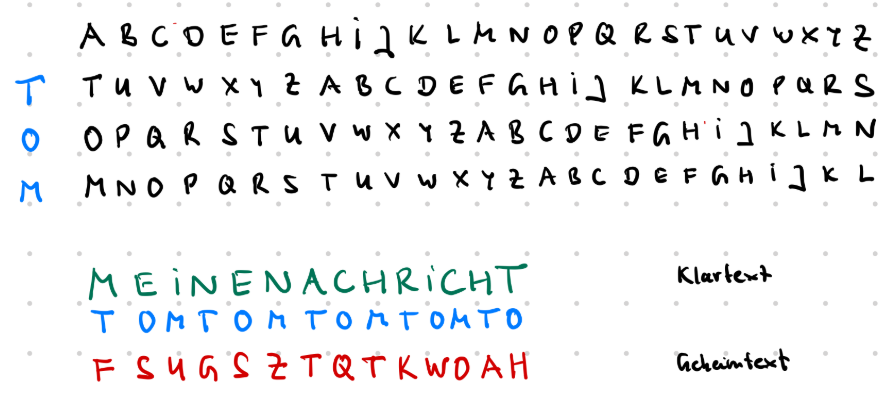 A B C D E F G H I J K L M N O P Q R S T U V W X Y Z
T T U V W X Y Z A B C D E F G H I J K L M N O P Q R S
O O P Q R S T U V W X Y Z A B C D E F G H I J K L M N
M M N O P Q R S T U V W X Y Z A B C D E F G H I J K L
M E I N E N A C H R I C H T Klartext
T O M T O M T O M T O M T O
F S U G S Z T Q T K W O A H Geheimtext